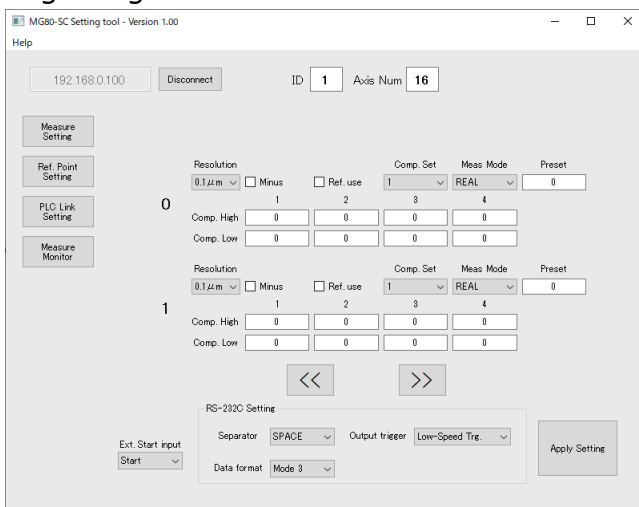 MG80-SC Setting tool - Version 1.00
Help
192.168.0.100 Disconnect ID 1 Axis Num 16
Measure Setting
Ref. Point Setting
PLC Link Setting
Measure Monitor
Resolution Comp. Set Meas Mode Preset
0 0.1μm Minus Ref. use 1 REAL 0
1 2 3 4
Comp. High 0 0 0 0
Comp. Low 0 0 0 0
Resolution Comp. Set Meas Mode Preset
1 0.1μm Minus Ref. use 1 REAL 0
1 2 3 4
Comp. High 0 0 0 0
Comp. Low 0 0 0 0
<< >>
RS-232C Setting
Separator SPACE Output trigger Low-Speed Trg.
Data format Mode 3
Ext. Start input
Start
Apply Setting